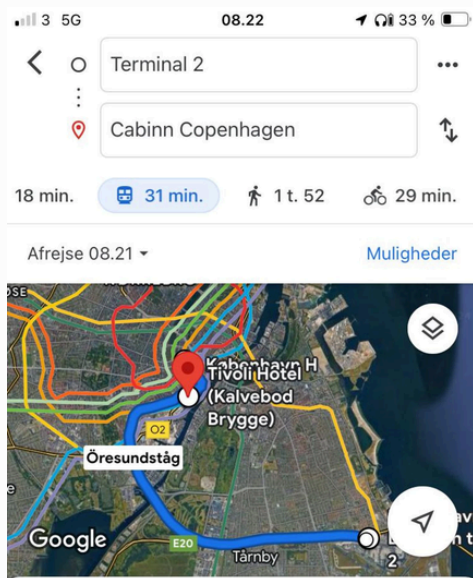 3 5G 08.22 33 %
Terminal 2
Cabinn Copenhagen
18 min. 31 min. 1 t. 52 29 min.
Afrejse 08.21 Muligheder
København H
Tivoli Hotel
(Kalvebod
Brygge)
O2
Öresundståg
Google
E20
Tårnby
2